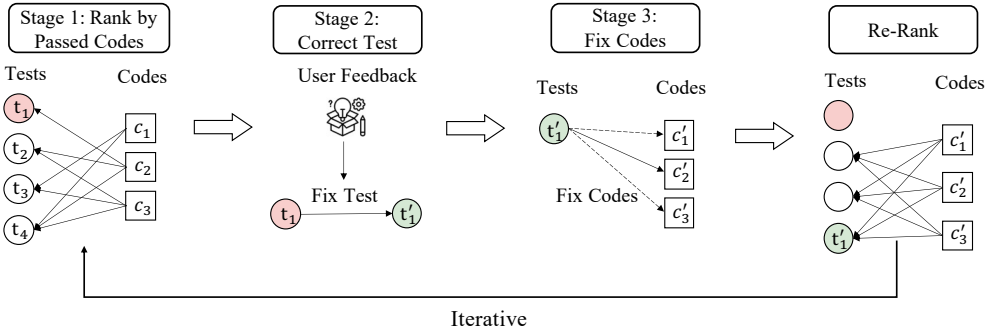 Stage 1: Rank by
Passed Codes
Stage 2:
Correct Test
Stage 3:
Fix Codes
Re-Rank
Tests
Codes
t₁
t₂
t₃
t₄
c₁
c₂
c₃
User Feedback
?
Fix Test
t₁
t₁′
Tests
Codes
t₁′
c₁′
c₂′
c₃′
Fix Codes
Tests
Codes
t₁′
c₁′
c₂′
c₃′
Iterative